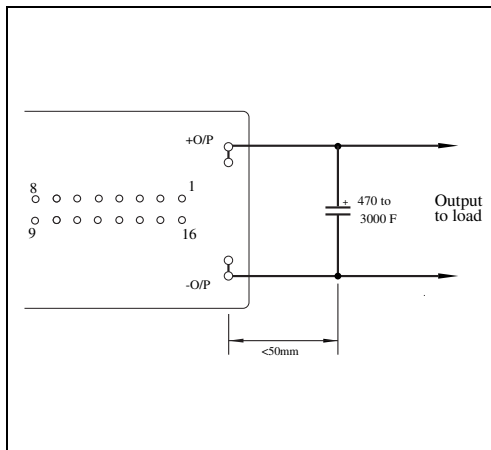 +O/P
8
1
9
16
+ 470 to
3000 F
Output
to load
-O/P
<50mm